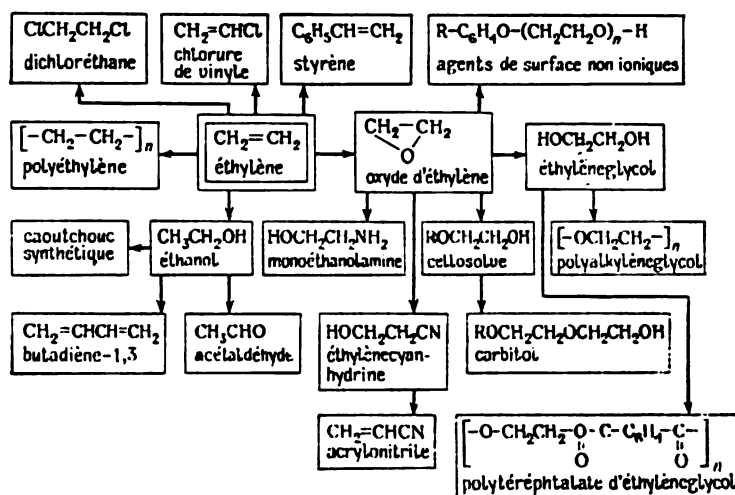 ClCH₂CH₂Cl
dichloréthane
CH₂=CHCl
chlorure
de vinyle
C₆H₅CH=CH₂
styrène
R-C₆H₄O-(CH₂CH₂O)ₙ-H
agents de surface non ioniques
[-CH₂-CH₂-]ₙ
polyéthylène
CH₂=CH₂
éthylène
CH₂-CH₂
O
oxyde d'éthylène
HOCH₂CH₂OH
éthylèneglycol
caoutchouc
synthétique
CH₃CH₂OH
éthanol
HOCH₂CH₂NH₂
monoéthanolamine
ROCH₂CH₂OH
cellosolve
[-OCH₂CH₂-]ₙ
polyalkylèneglycol
CH₂=CHCH=CH₂
butadiène-1,3
CH₃CHO
acétaldéhyde
HOCH₂CH₂CN
éthylènecyan-
hydrine
ROCH₂CH₂OCH₂CH₂OH
carbitol
CH₂=CHCN
acrylonitrile
[-O-CH₂CH₂-O-C-C₆H₄-C-]ₙ
O O
polytéréphtalate d'éthylèneglycol